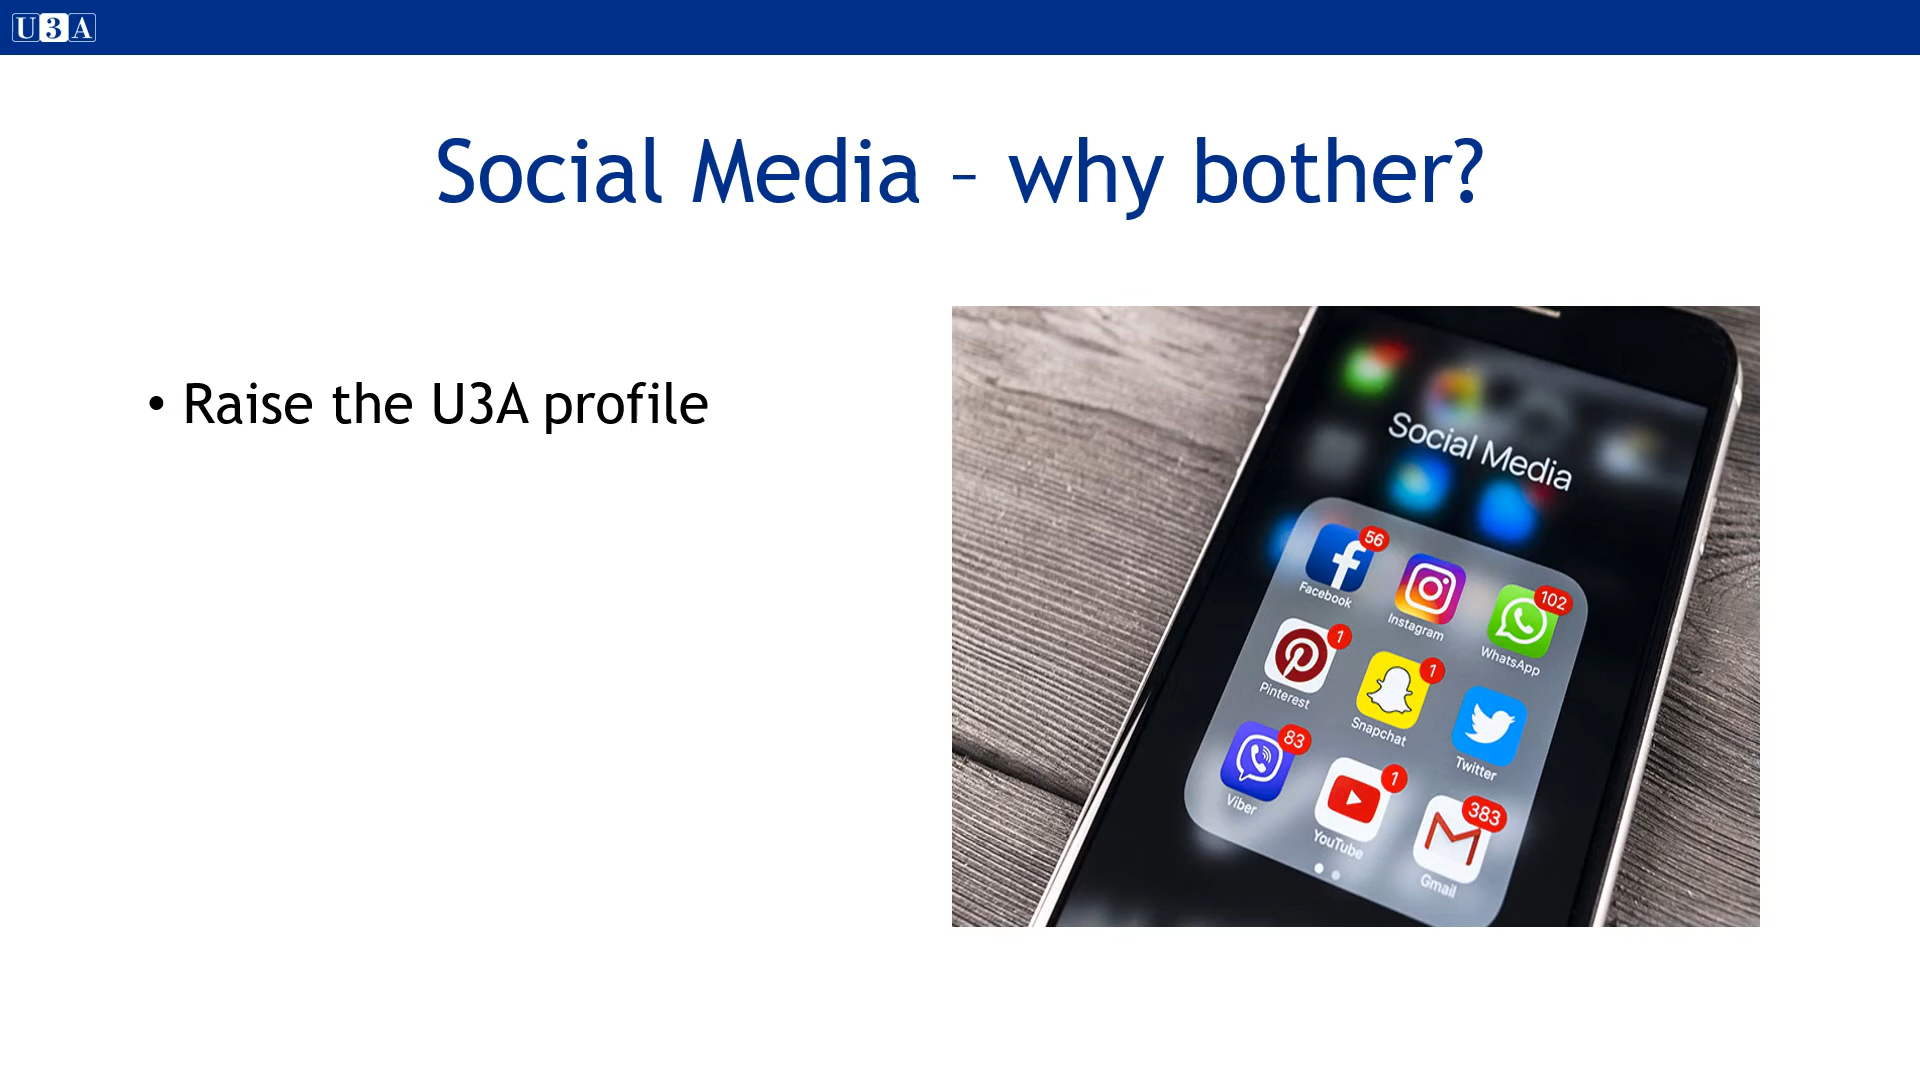 U3A
Social Media – why bother?
• Raise the U3A profile
Social Media
56
Facebook
Instagram
102
WhatsApp
1
Pinterest
1
Snapchat
Twitter
83
Viber
1
YouTube
383
Gmail